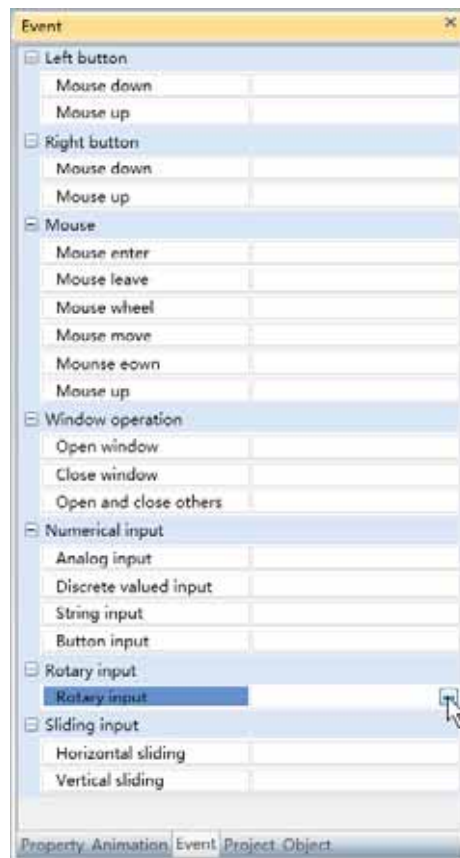 Event
Left button
Mouse down
Mouse up
Right button
Mouse down
Mouse up
Mouse
Mouse enter
Mouse leave
Mouse wheel
Mouse move
Mounse eown
Mouse up
Window operation
Open window
Close window
Open and close others
Numerical input
Analog input
Discrete valued input
String input
Button input
Rotary input
Rotary input
Sliding input
Horizontal sliding
Vertical sliding
Property Animation Event Project Object